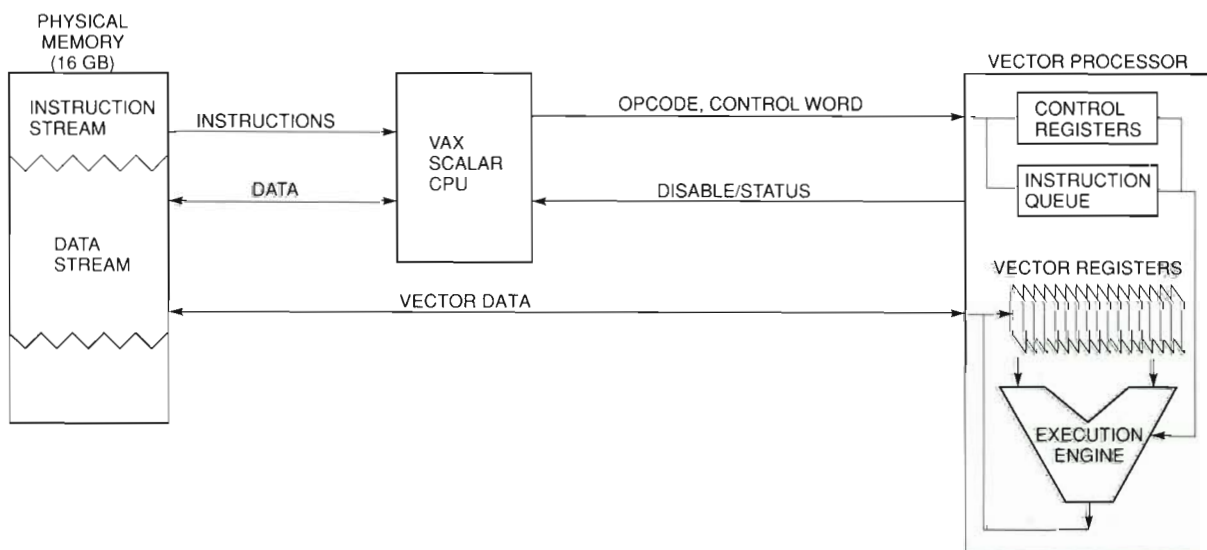 PHYSICAL
MEMORY
(16 GB)
INSTRUCTION
STREAM
DATA
STREAM
INSTRUCTIONS
DATA
VAX
SCALAR
CPU
OPCODE, CONTROL WORD
DISABLE/STATUS
VECTOR DATA
VECTOR PROCESSOR
CONTROL
REGISTERS
INSTRUCTION
QUEUE
VECTOR REGISTERS
EXECUTION
ENGINE